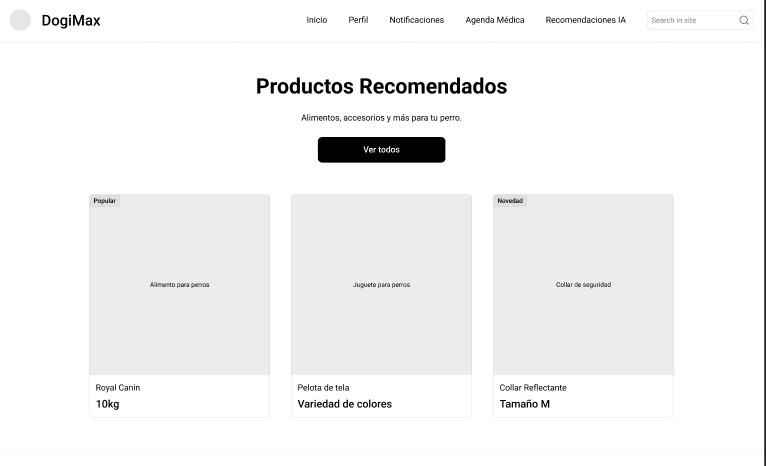 DogiMax
Inicio Perfil Notificaciones Agenda Médica Recomendaciones IA Search in site
Productos Recomendados
Alimentos, accesorios y más para tu perro.
Ver todos
Popular
Alimento para perros
Royal Canin
10kg
Juguete para perros
Pelota de tela
Variedad de colores
Novedad
Collar de seguridad
Collar Reflectante
Tamaño M